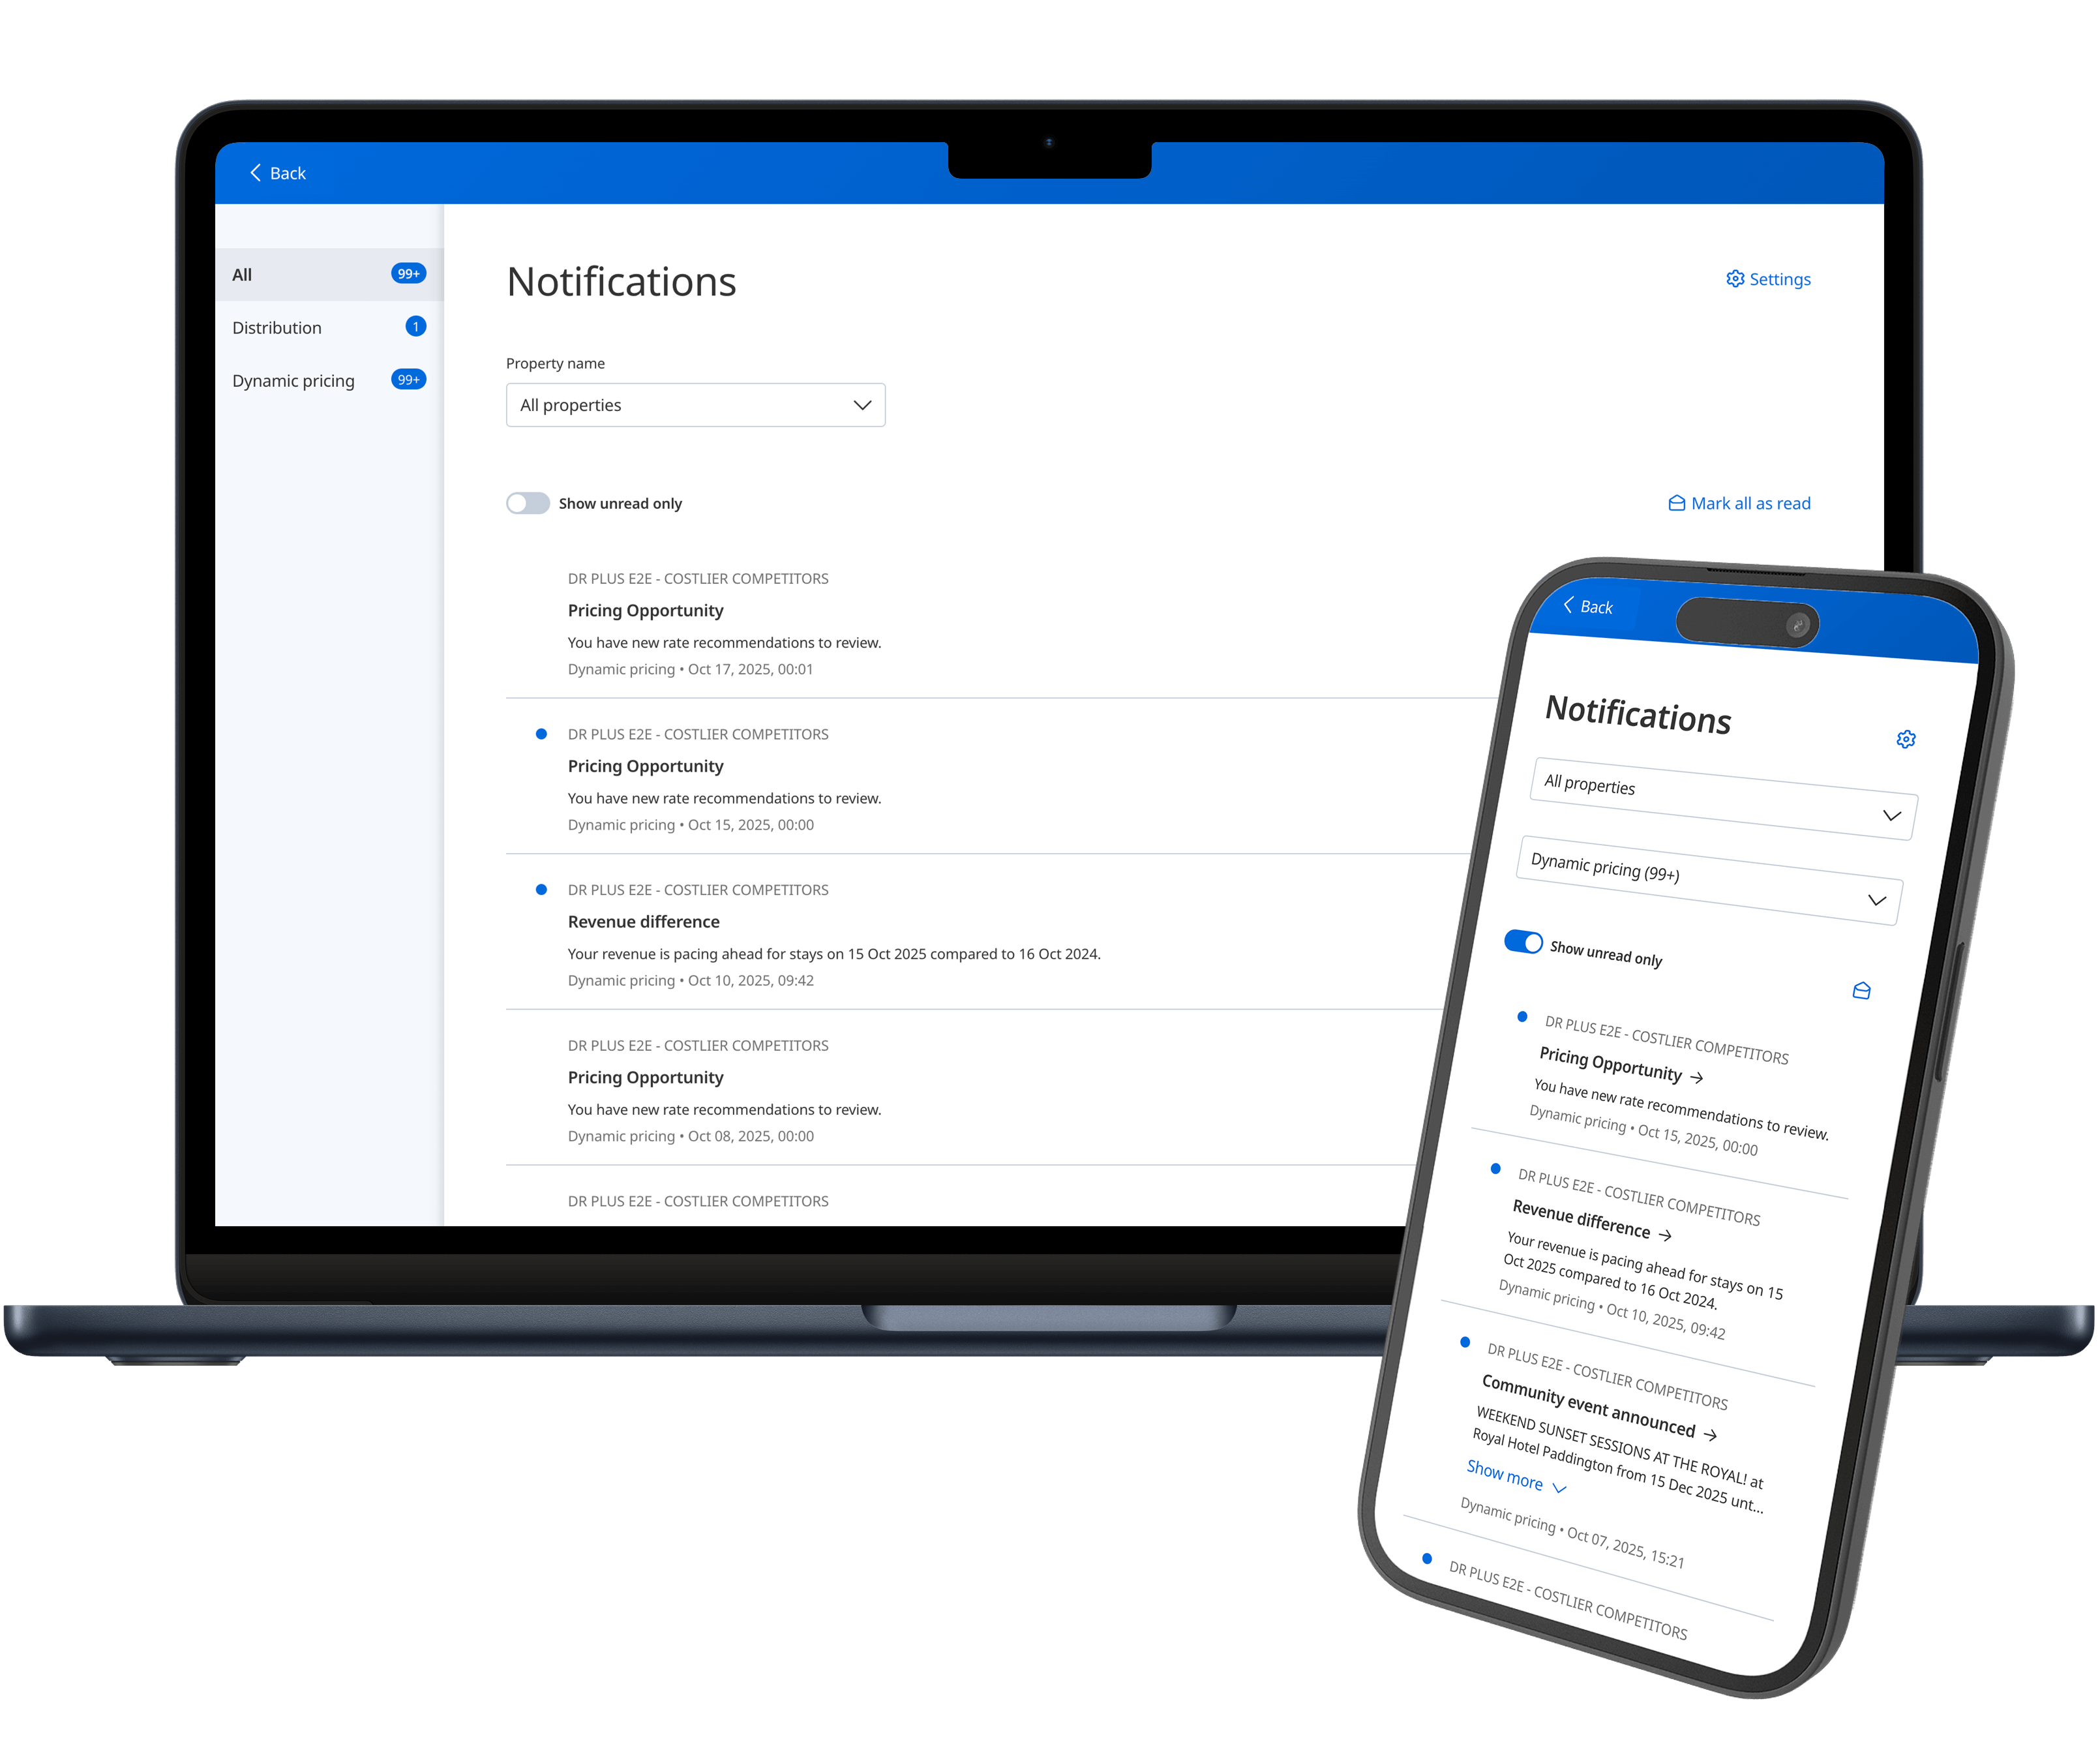 Back
All 99+
Distribution 1
Dynamic pricing 99+
Notifications
Settings
Property name
All properties
Show unread only
Mark all as read
DR PLUS E2E - COSTLIER COMPETITORS
Pricing Opportunity
You have new rate recommendations to review.
Dynamic pricing • Oct 17, 2025, 00:01
DR PLUS E2E - COSTLIER COMPETITORS
Pricing Opportunity
You have new rate recommendations to review.
Dynamic pricing • Oct 15, 2025, 00:00
DR PLUS E2E - COSTLIER COMPETITORS
Revenue difference
Your revenue is pacing ahead for stays on 15 Oct 2025 compared to 16 Oct 2024.
Dynamic pricing • Oct 10, 2025, 09:42
DR PLUS E2E - COSTLIER COMPETITORS
Pricing Opportunity
You have new rate recommendations to review.
Dynamic pricing • Oct 08, 2025, 00:00
DR PLUS E2E - COSTLIER COMPETITORS
Back
Notifications
All properties
Dynamic pricing (99+)
Show unread only
DR PLUS E2E - COSTLIER COMPETITORS
Pricing Opportunity →
You have new rate recommendations to review.
Dynamic pricing • Oct 15, 2025, 00:00
DR PLUS E2E - COSTLIER COMPETITORS
Revenue difference →
Your revenue is pacing ahead for stays on 15
Oct 2025 compared to 16 Oct 2024.
Dynamic pricing • Oct 10, 2025, 09:42
DR PLUS E2E - COSTLIER COMPETITORS
Community event announced →
WEEKEND SUNSET SESSIONS AT THE ROYAL! at
Royal Hotel Paddington from 15 Dec 2025 unt...
Show more
Dynamic pricing • Oct 07, 2025, 15:21
DR PLUS E2E - COSTLIER COMPETITORS